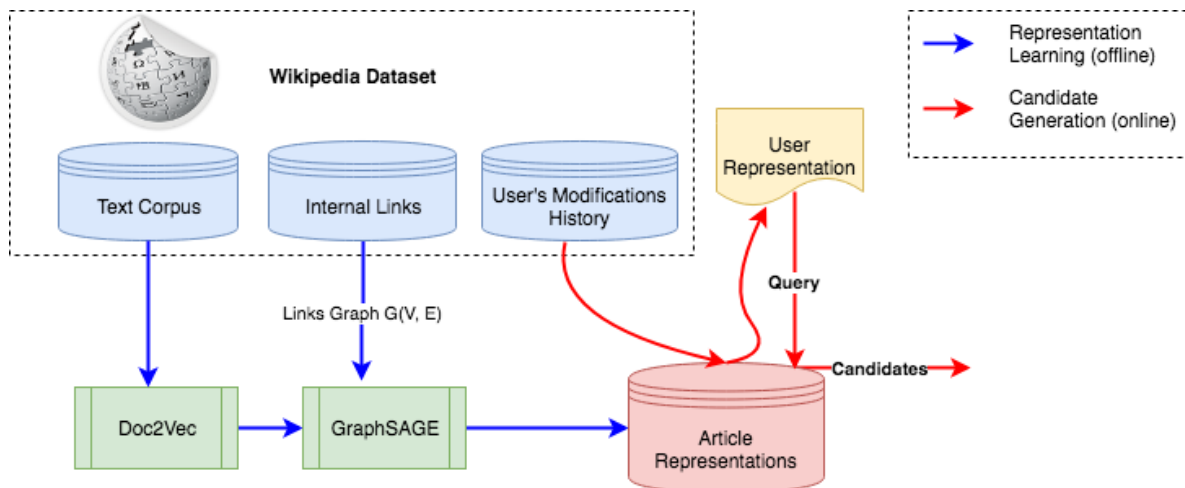 Wikipedia Dataset
Text Corpus
Internal Links
User's Modifications
History
User
Representation
Representation
Learning (offline)
Candidate
Generation (online)
Links Graph G(V, E)
Query
Candidates
Doc2Vec
GraphSAGE
Article
Representations